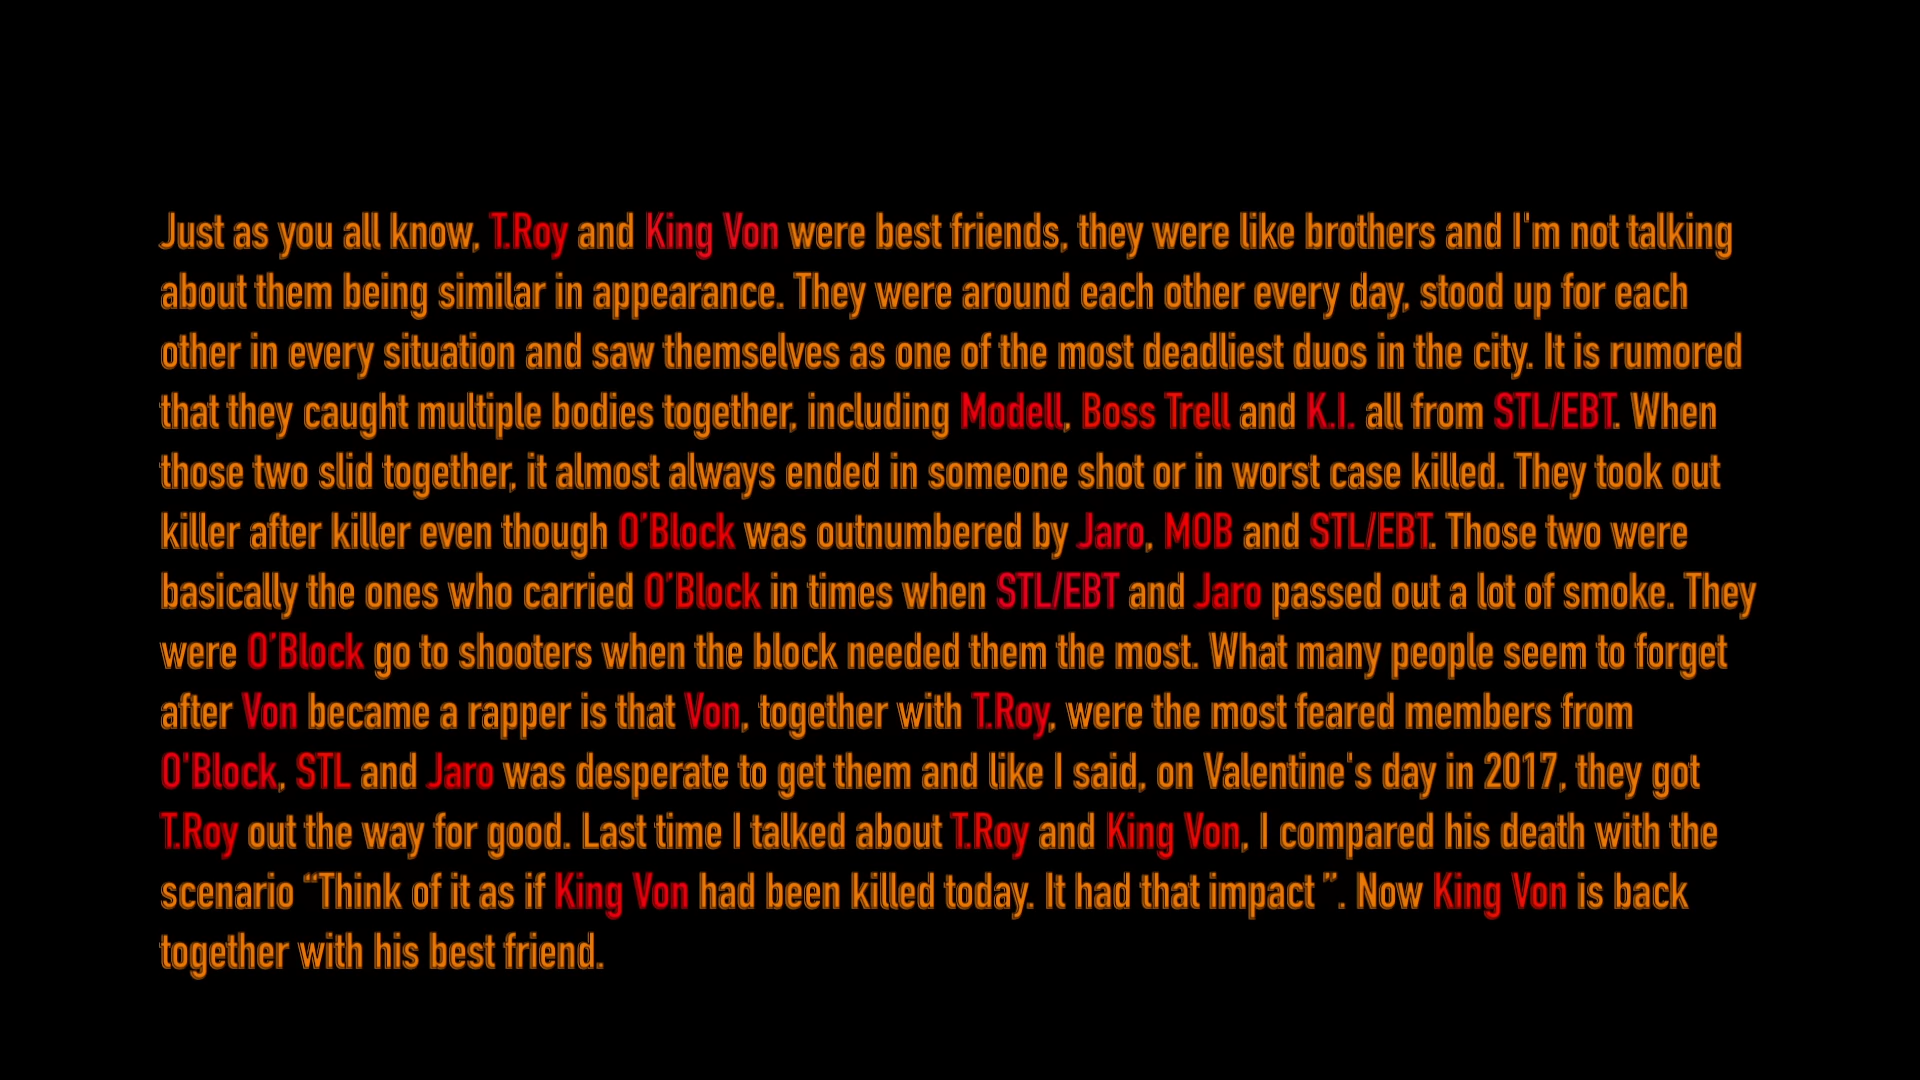 Just as you all know, T.Roy and King Von were best friends, they were like brothers and I'm not talking
about them being similar in appearance. They were around each other every day, stood up for each
other in every situation and saw themselves as one of the most deadliest duos in the city. It is rumored
that they caught multiple bodies together, including Modell, Boss Trell and K.I. all from STL/EBT. When
those two slid together, it almost always ended in someone shot or in worst case killed. They took out
killer after killer even though O'Block was outnumbered by Jaro, MOB and STL/EBT. Those two were
basically the ones who carried O'Block in times when STL/EBT and Jaro passed out a lot of smoke. They
were O'Block go to shooters when the block needed them the most. What many people seem to forget
after Von became a rapper is that Von, together with T.Roy, were the most feared members from
O'Block, STL and Jaro was desperate to get them and like I said, on Valentine's day in 2017, they got
T.Roy out the way for good. Last time I talked about T.Roy and King Von, I compared his death with the
scenario “Think of it as if King Von had been killed today. It had that impact ”. Now King Von is back
together with his best friend.